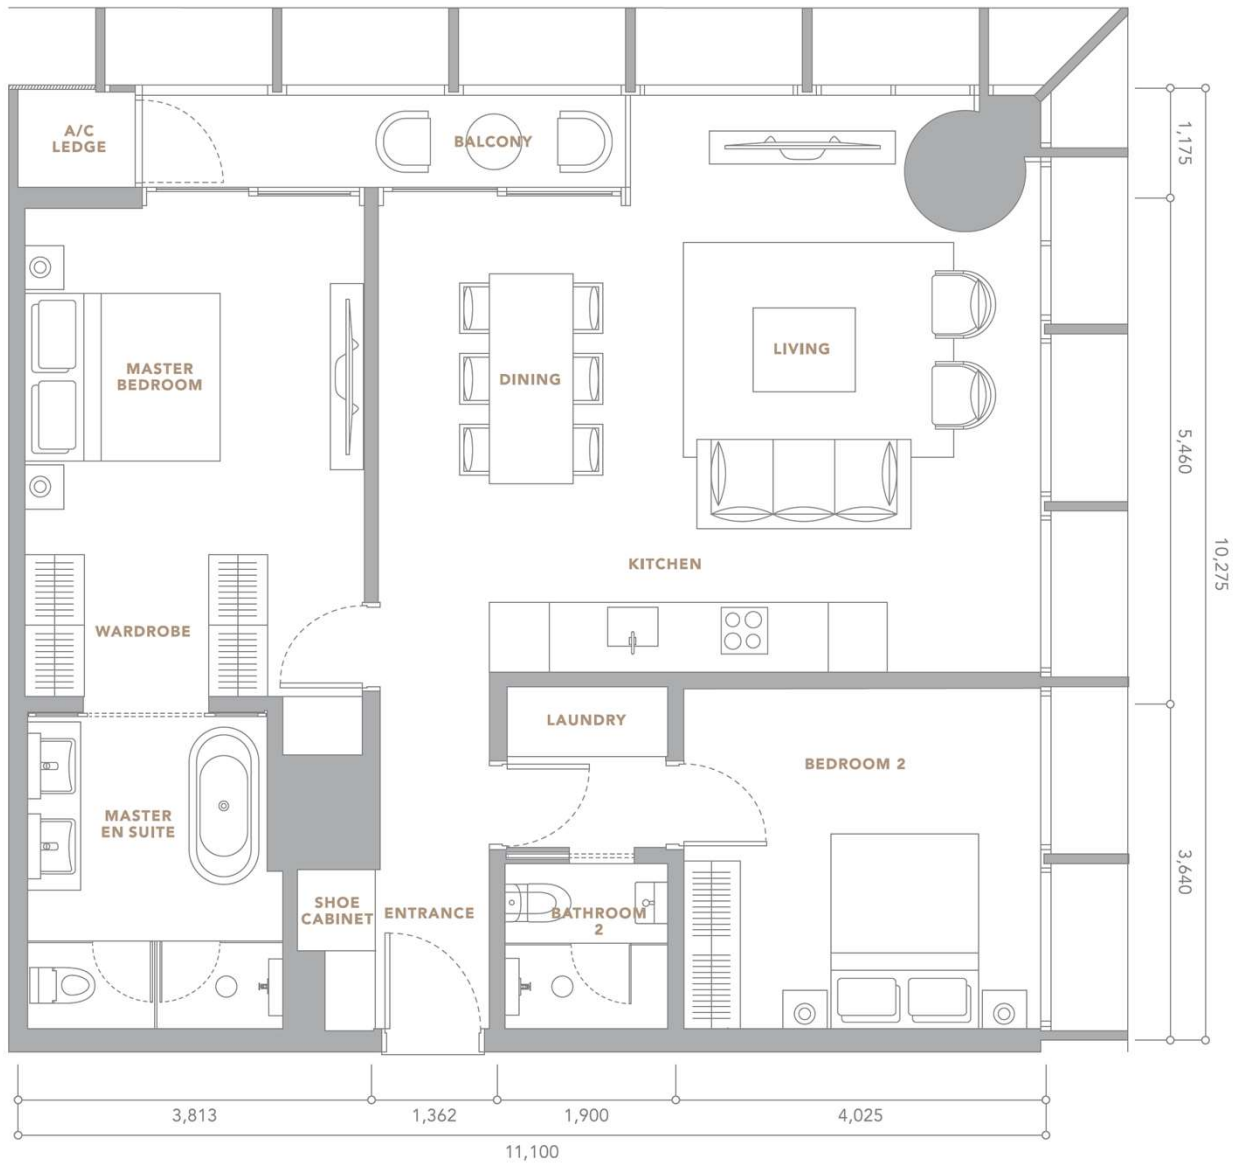 A/C
LEDGE
BALCONY
1,175
MASTER
BEDROOM
DINING
LIVING
5,460
10,275
KITCHEN
WARDROBE
LAUNDRY
BEDROOM 2
MASTER
EN SUITE
3,640
SHOE
CABINET
ENTRANCE
BATHROOM
2
3,813
1,362
1,900
4,025
11,100